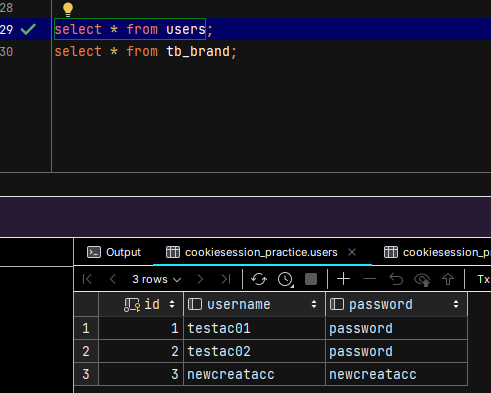 28
29 select * from users;
30 select * from tb_brand;
Output cookiesession_practice.users cookiesession_p
3 rows Tx
id username password
1 1 testac01 password
2 2 testac02 password
3 3 newcreatacc newcreatacc